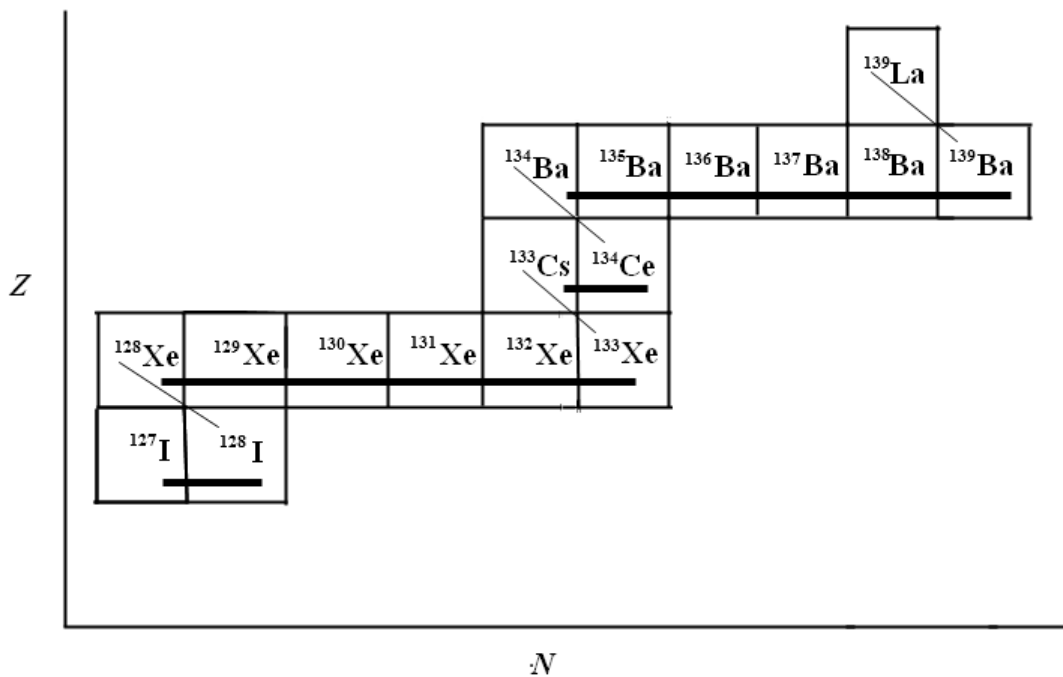 ¹³⁹La
¹³⁴Ba ¹³⁵Ba ¹³⁶Ba ¹³⁷Ba ¹³⁸Ba ¹³⁹Ba
¹³³Cs ¹³⁴Ce
Z
¹²⁸Xe ¹²⁹Xe ¹³⁰Xe ¹³¹Xe ¹³²Xe ¹³³Xe
¹²⁷I ¹²⁸I
N